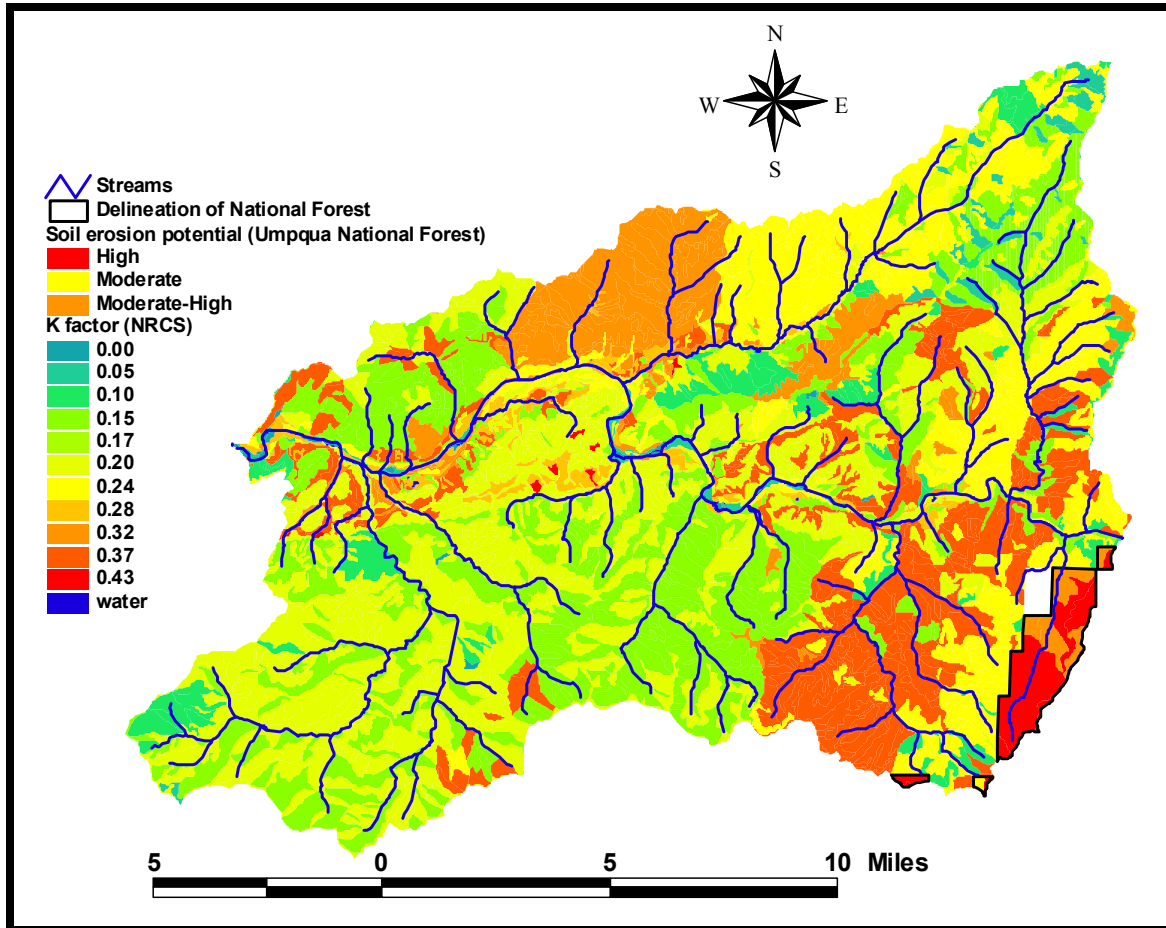 N
W E
S
Streams
Delineation of National Forest
Soil erosion potential (Umpqua National Forest)
High
Moderate
Moderate-High
K factor (NRCS)
0.00
0.05
0.10
0.15
0.17
0.20
0.24
0.28
0.32
0.37
0.43
water
5 0 5 10 Miles